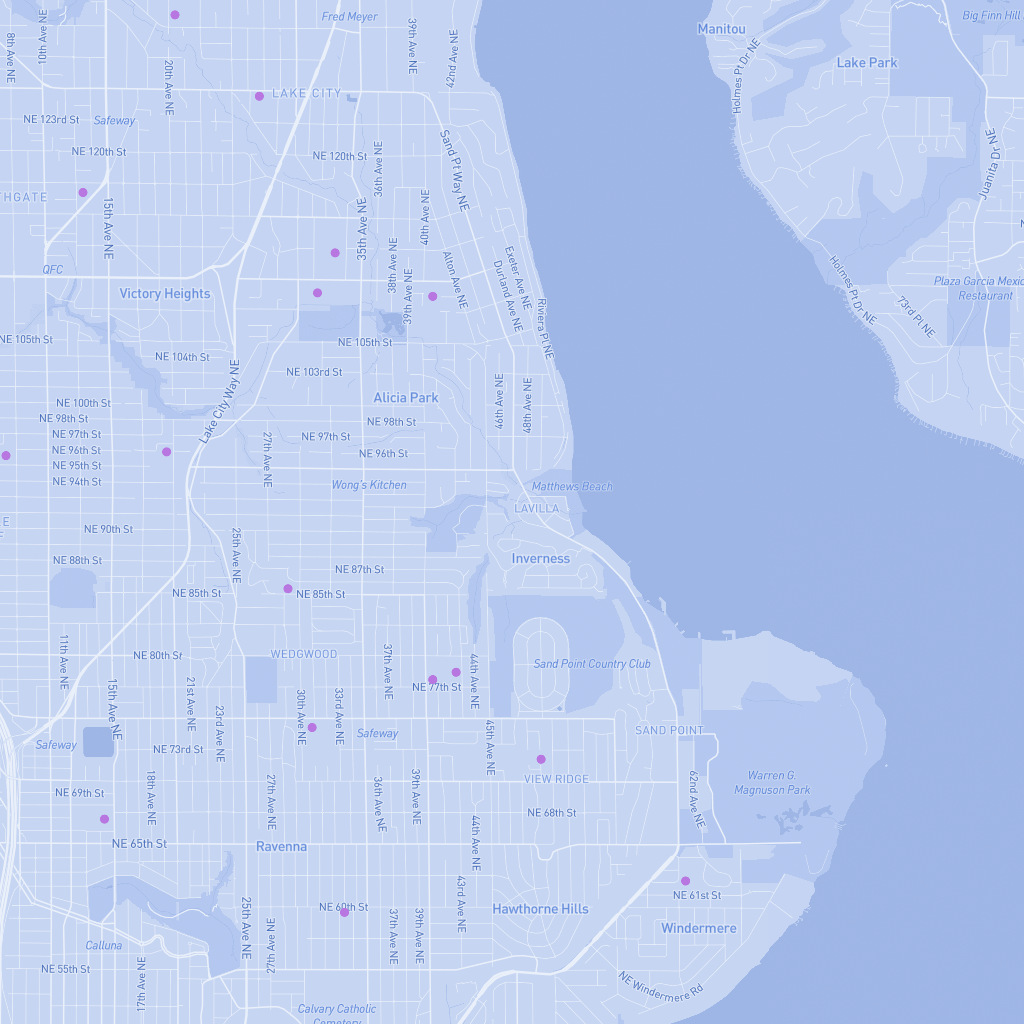 Fred Meyer
Big Finn Hill
Manitou
Lake Park
8th Ave NE
10th Ave NE
20th Ave NE
39th Ave NE
42nd Ave NE
Holmes Pt Dr NE
LAKE CITY
NE 123rd St
Safeway
NE 120th St
NE 120th St
Sand Pt Way NE
36th Ave NE
Juanita Dr NE
THGATE
15th Ave NE
35th Ave NE
40th Ave NE
38th Ave NE
39th Ave NE
Alton Ave NE
Exeter Ave NE
Durland Ave NE
Riviera Pl NE
QFC
Victory Heights
Holmes Pt Dr NE
73rd Pl NE
Plaza Garcia Mexic
Restaurant
NE 105th St
NE 105th St
NE 104th St
NE 103rd St
Lake City Way NE
Alicia Park
46th Ave NE
48th Ave NE
NE 100th St
NE 98th St
NE 97th St
NE 96th St
NE 95th St
NE 94th St
NE 98th St
NE 97th St
NE 96th St
27th Ave NE
Wong's Kitchen
Matthews Beach
LAVILLA
NE 90th St
25th Ave NE
NE 88th St
Inverness
NE 87th St
NE 85th St
NE 85th St
11th Ave NE
NE 80th St
WEDGWOOD
37th Ave NE
44th Ave NE
Sand Point Country Club
15th Ave NE
21st Ave NE
23rd Ave NE
30th Ave NE
33rd Ave NE
NE 77th St
45th Ave NE
SAND POINT
Safeway
NE 73rd St
Safeway
VIEW RIDGE
Warren G.
Magnuson Park
62nd Ave NE
NE 69th St
18th Ave NE
27th Ave NE
36th Ave NE
39th Ave NE
NE 68th St
44th Ave NE
NE 65th St
Ravenna
NE 61st St
43rd Ave NE
NE 60th St
Hawthorne Hills
Windermere
25th Ave NE
27th Ave NE
37th Ave NE
39th Ave NE
Calluna
NE 55th St
17th Ave NE
NE Windermere Rd
Calvary Catholic
Cemetery